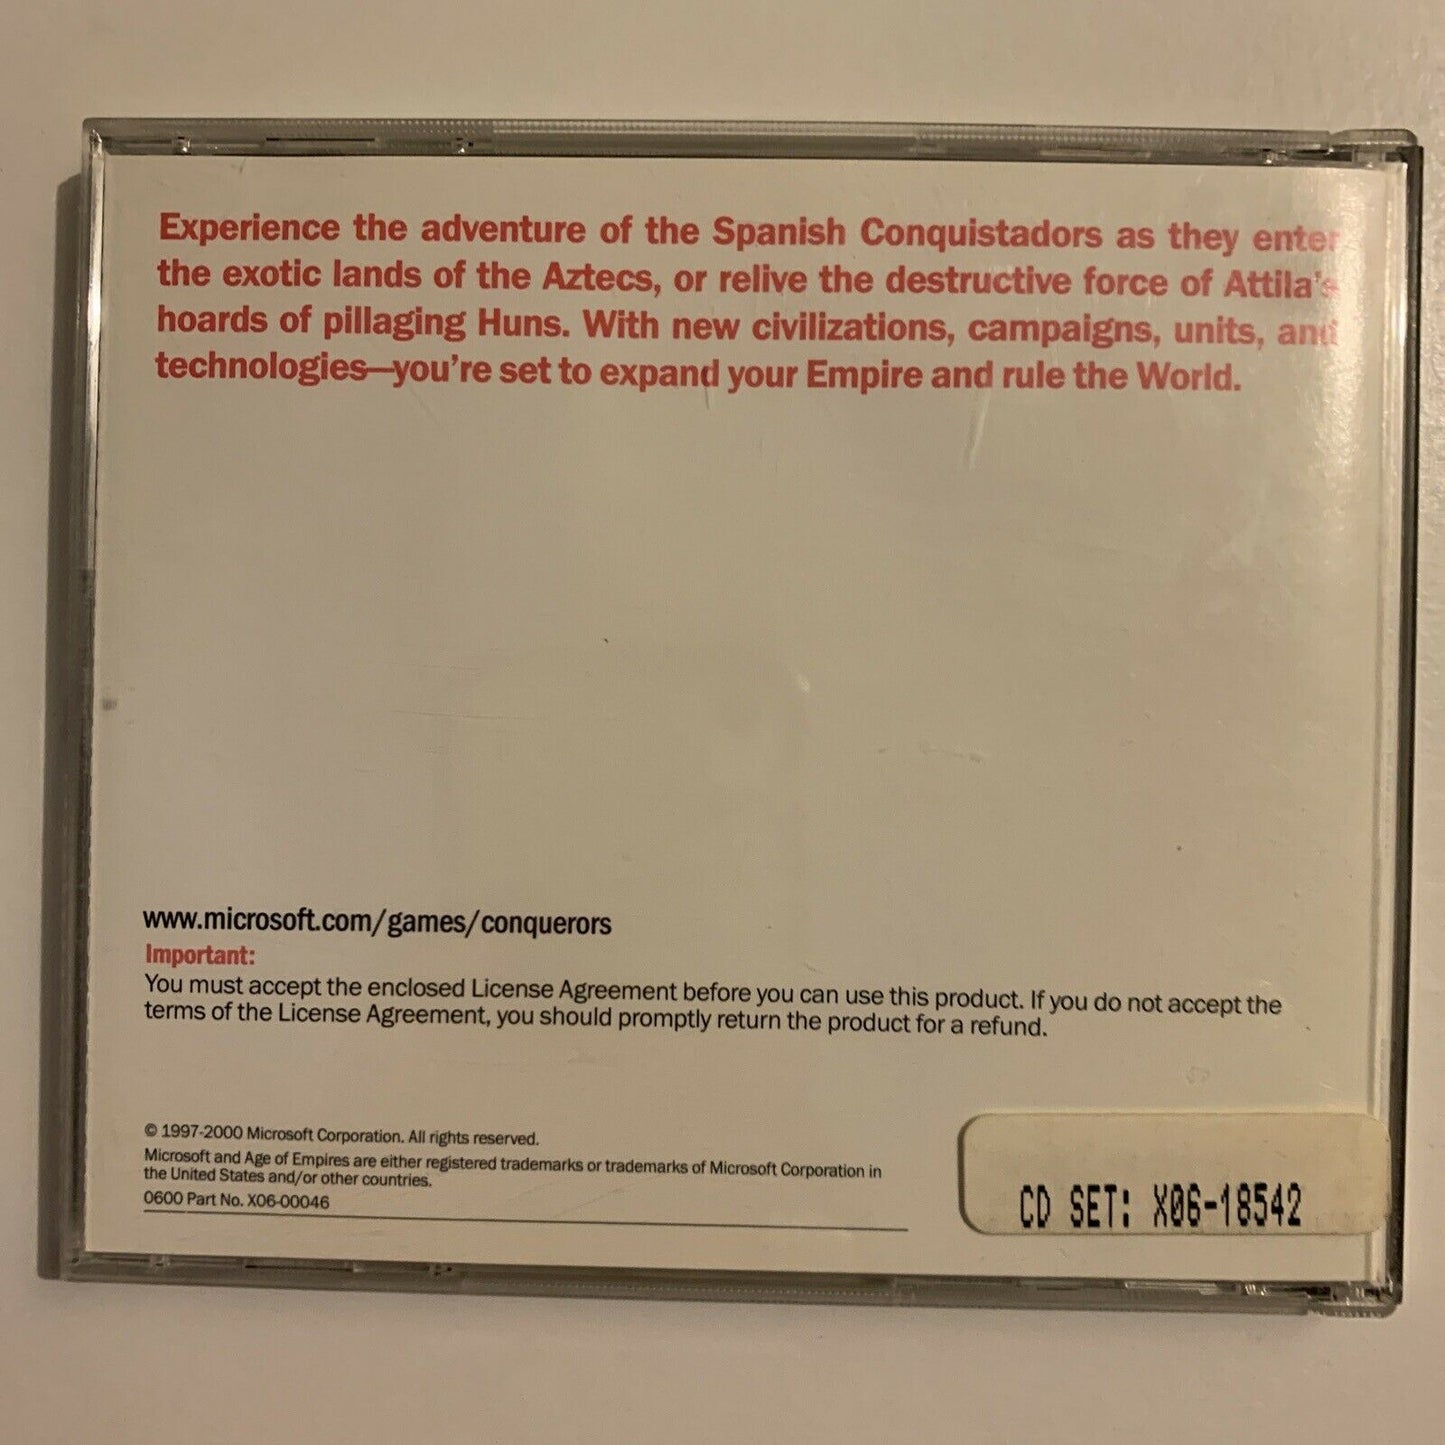 Experience the adventure of the Spanish Conquistadors as they enter
the exotic lands of the Aztecs, or relive the destructive force of Attila's
hoards of pillaging Huns. With new civilizations, campaigns, units, and
technologies—you're set to expand your Empire and rule the World.
www.microsoft.com/games/conquerors
Important:
You must accept the enclosed License Agreement before you can use this product. If you do not accept the
terms of the License Agreement, you should promptly return the product for a refund.
© 1997-2000 Microsoft Corporation. All rights reserved.
Microsoft and Age of Empires are either registered trademarks or trademarks of Microsoft Corporation in
the United States and/or other countries.
0600 Part No. X06-00046
CD SET: X06-18542